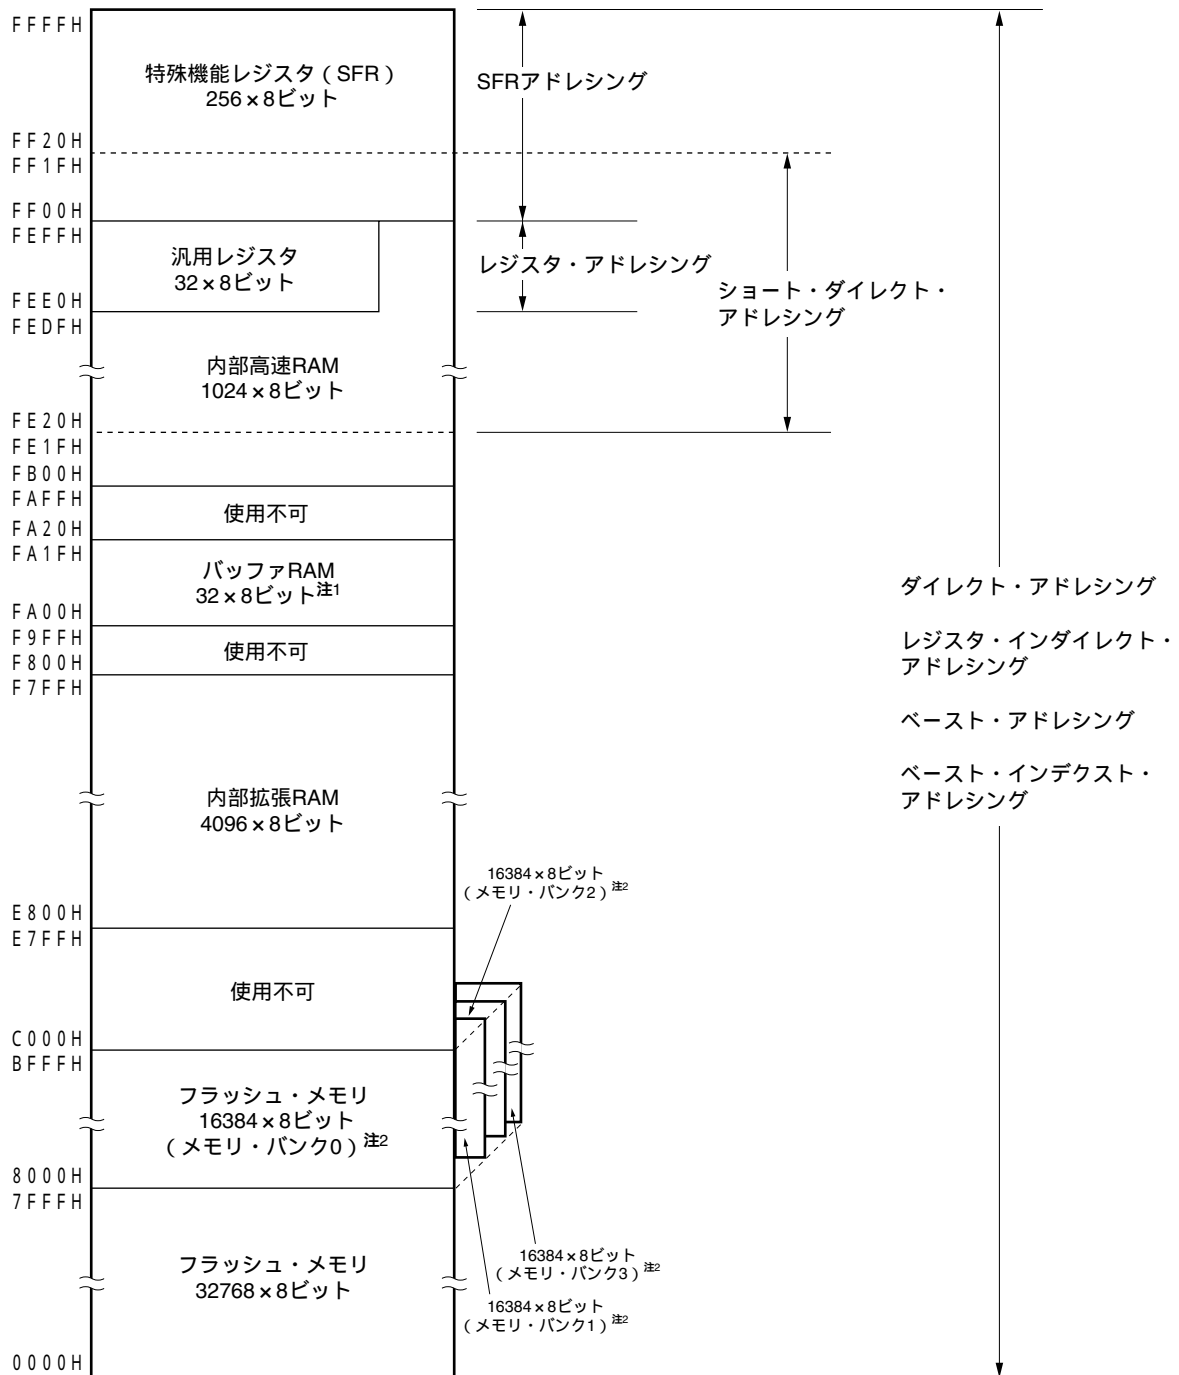 FFFFH
特殊機能レジスタ（SFR）
256×8ビット
SFRアドレシング
FF20H
FF1FH
FF00H
FEFFH
汎用レジスタ
32×8ビット
レジスタ・アドレシング
ショート・ダイレクト・
アドレシング
FEE0H
FEDFH
内部高速RAM
1024×8ビット
FE20H
FE1FH
FB00H
FAFFH
使用不可
FA20H
FA1FH
バッファRAM
32×8ビット注1
FA00H
F9FFH
使用不可
F800H
F7FFH
ダイレクト・アドレシング
レジスタ・インダイレクト・
アドレシング
ベースト・アドレシング
ベースト・インデクスト・
アドレシング
内部拡張RAM
4096×8ビット
16384×8ビット
（メモリ・バンク2）注2
E800H
E7FFH
使用不可
C000H
BFFFH
フラッシュ・メモリ
16384×8ビット
（メモリ・バンク0）注2
8000H
7FFFH
フラッシュ・メモリ
32768×8ビット
16384×8ビット
（メモリ・バンク3）注2
16384×8ビット
（メモリ・バンク1）注2
0000H